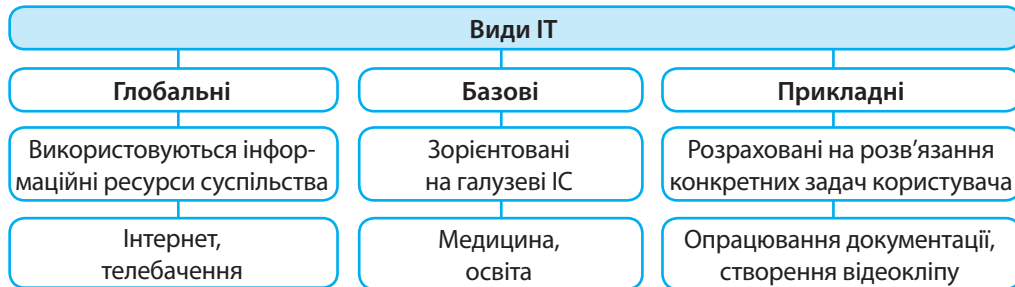 Види ІТ
Глобальні
Базові
Прикладні
Використовуються інфор-
маційні ресурси суспільства
Зорієнтовані
на галузеві ІС
Розраховані на розв'язання
конкретних задач користувача
Інтернет,
телебачення
Медицина,
освіта
Опрацювання документації,
створення відеокліпу